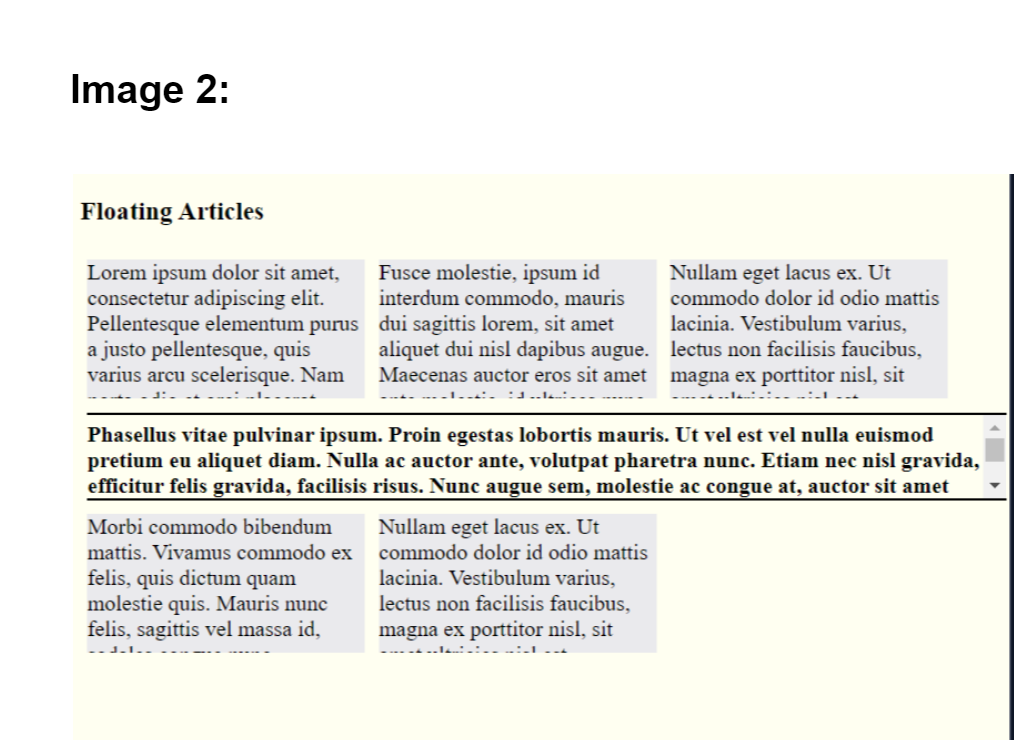 Image 2:
Floating Articles
Lorem ipsum dolor sit amet,
consectetur adipiscing elit.
Pellentesque elementum purus
a justo pellentesque, quis
varius arcu scelerisque. Nam
Fusce molestie, ipsum id
interdum commodo, mauris
dui sagittis lorem, sit amet
aliquet dui nisl dapibus augue.
Maecenas auctor eros sit amet
Nullam eget lacus ex. Ut
commodo dolor id odio mattis
lacinia. Vestibulum varius,
lectus non facilisis faucibus,
magna ex porttitor nisl, sit
Phasellus vitae pulvinar ipsum. Proin egestas lobortis mauris. Ut vel est vel nulla euismod
pretium eu aliquet diam. Nulla ac auctor ante, volutpat pharetra nunc. Etiam nec nisl gravida,
efficitur felis gravida, facilisis risus. Nunc augue sem, molestie ac congue at, auctor sit amet
Morbi commodo bibendum
mattis. Vivamus commodo ex
felis, quis dictum quam
molestie quis. Mauris nunc
felis, sagittis vel massa id,
Nullam eget lacus ex. Ut
commodo dolor id odio mattis
lacinia. Vestibulum varius,
lectus non facilisis faucibus,
magna ex porttitor nisl, sit